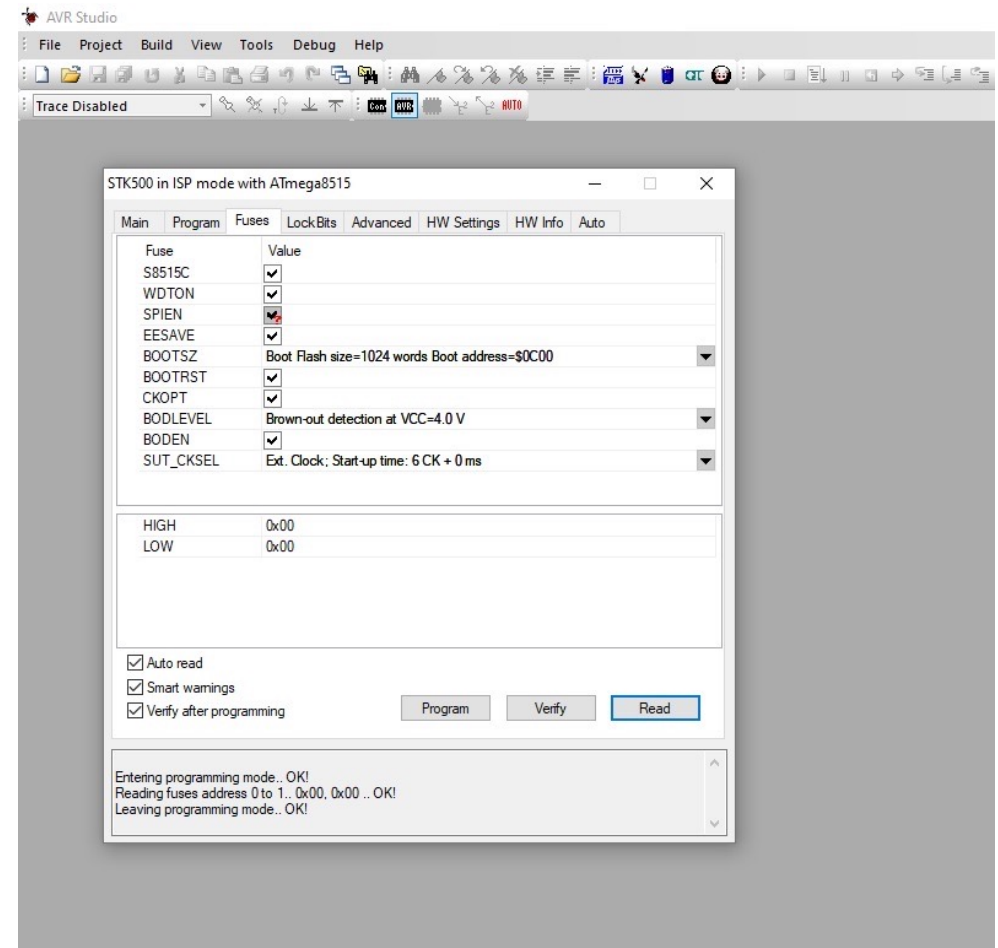 AVR Studio
File Project Build View Tools Debug Help
Trace Disabled
Con AVR AUTO
STK500 in ISP mode with ATmega8515
Main Program Fuses LockBits Advanced HW Settings HW Info Auto
Fuse Value
S8515C
WDTON
SPIEN
EESAVE
BOOTSZ Boot Flash size=1024 words Boot address=$0C00
BOOTRST
CKOPT
BODLEVEL Brown-out detection at VCC=4.0 V
BODEN
SUT_CKSEL Ext. Clock; Start-up time: 6 CK + 0 ms
HIGH 0x00
LOW 0x00
Auto read
Smart warnings
Verify after programming
Program Verify Read
Entering programming mode.. OK!
Reading fuses address 0 to 1.. 0x00, 0x00 .. OK!
Leaving programming mode.. OK!